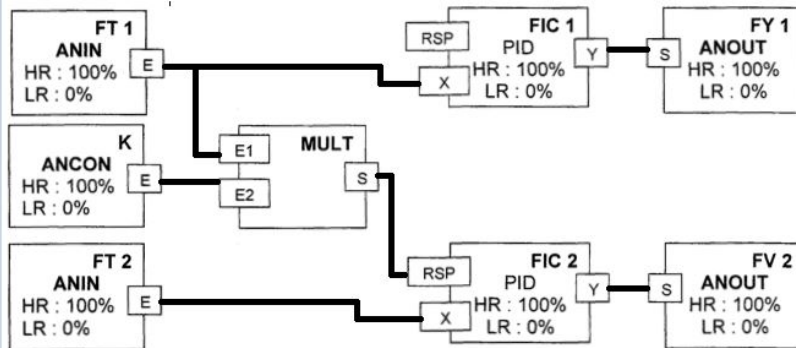 FT 1
ANIN
HR : 100%
LR : 0%
E
RSP
X
FIC 1
PID
HR : 100%
LR : 0%
Y
S
FY 1
ANOUT
HR : 100%
LR : 0%
K
ANCON
HR : 100%
LR : 0%
E
E1
E2
MULT
S
FT 2
ANIN
HR : 100%
LR : 0%
E
RSP
X
FIC 2
PID
HR : 100%
LR : 0%
Y
S
FV 2
ANOUT
HR : 100%
LR : 0%